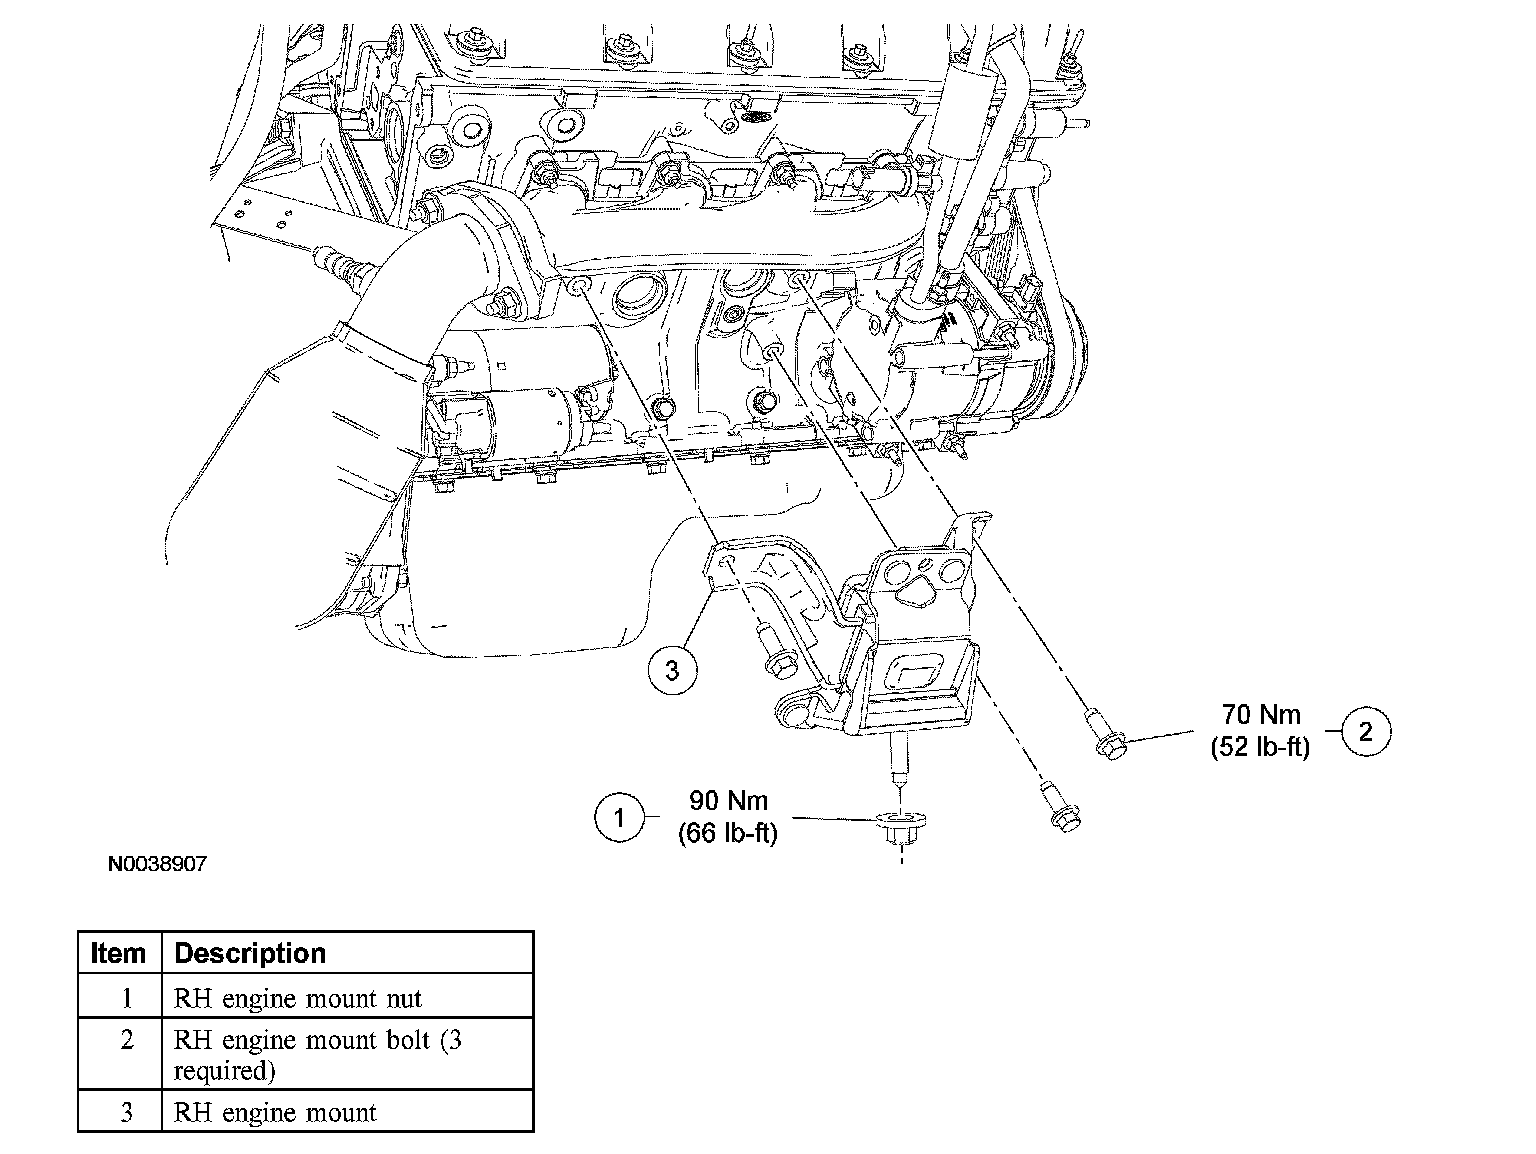 3
70 Nm
(52 lb-ft)
2
1
90 Nm
(66 lb-ft)
N0038907
Item Description
1 RH engine mount nut
2 RH engine mount bolt (3
required)
3 RH engine mount